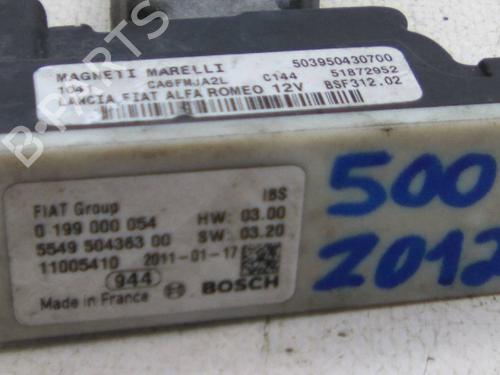 MAGNETI MARELLI 503950430700
104 CA6FMJA2L C144 51872952
LANCIA FIAT ALFA ROMEO 12V BSF312.02
FIAT Group IBS
0 199 000 054 HW: 03.00
5549 504363 00 SW: 03.20
11005410 2011-01-17
944 BOSCH
Made in France
500
2012
B-PARTS